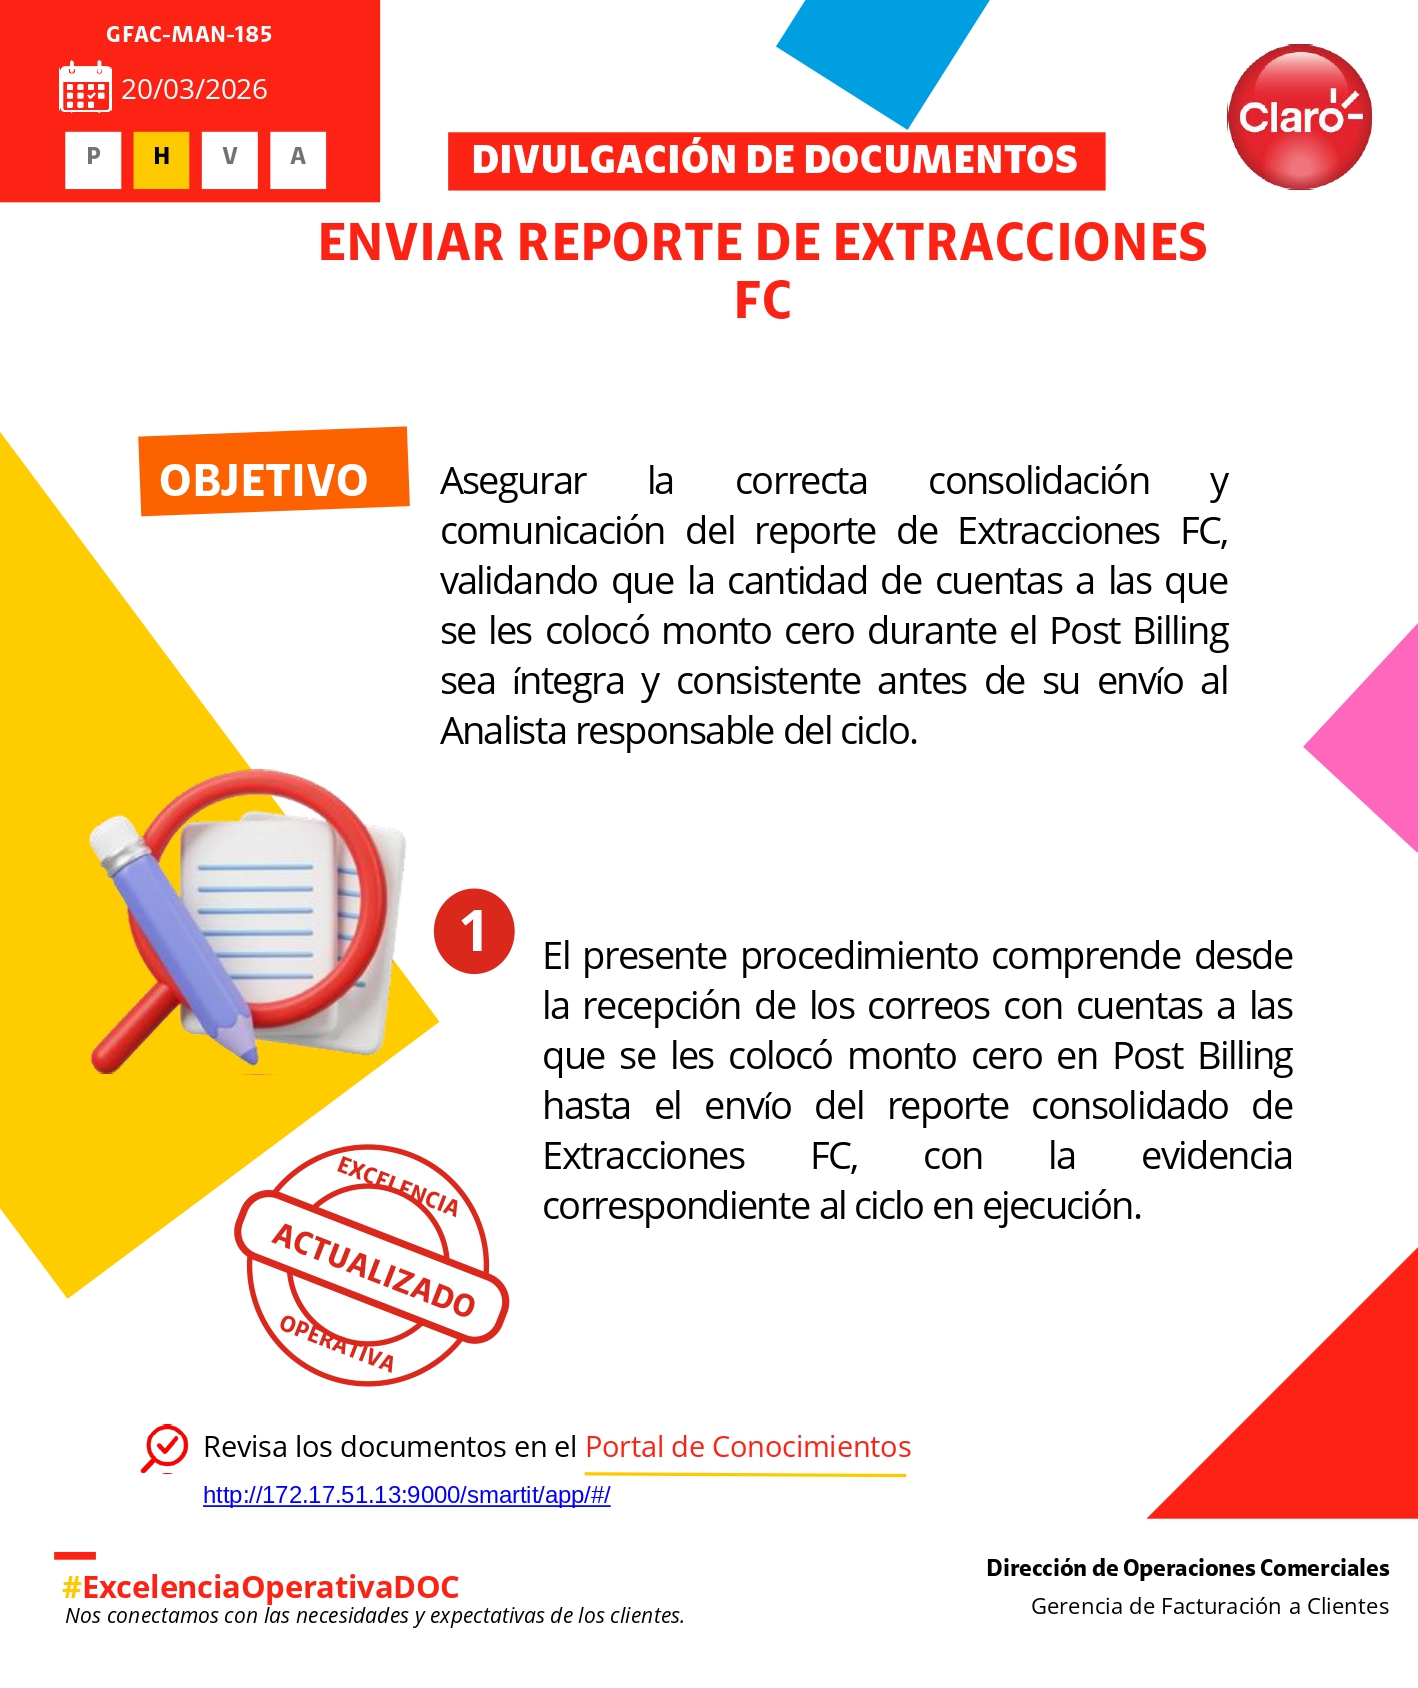 GFAC-MAN-185
20/03/2026
P H V A
Claro
DIVULGACIÓN DE DOCUMENTOS
ENVIAR REPORTE DE EXTRACCIONES
FC
OBJETIVO
Asegurar la correcta consolidación y
comunicación del reporte de Extracciones FC,
validando que la cantidad de cuentas a las que
se les colocó monto cero durante el Post Billing
sea íntegra y consistente antes de su envío al
Analista responsable del ciclo.
1
El presente procedimiento comprende desde
la recepción de los correos con cuentas a las
que se les colocó monto cero en Post Billing
hasta el envío del reporte consolidado de
Extracciones FC, con la evidencia
correspondiente al ciclo en ejecución.
EXCELENCIA
ACTUALIZADO
OPERATIVA
Revisa los documentos en el Portal de Conocimientos
http://172.17.51.13:9000/smartit/app/#/
#ExcelenciaOperativaDOC
Nos conectamos con las necesidades y expectativas de los clientes.
Dirección de Operaciones Comerciales
Gerencia de Facturación a Clientes